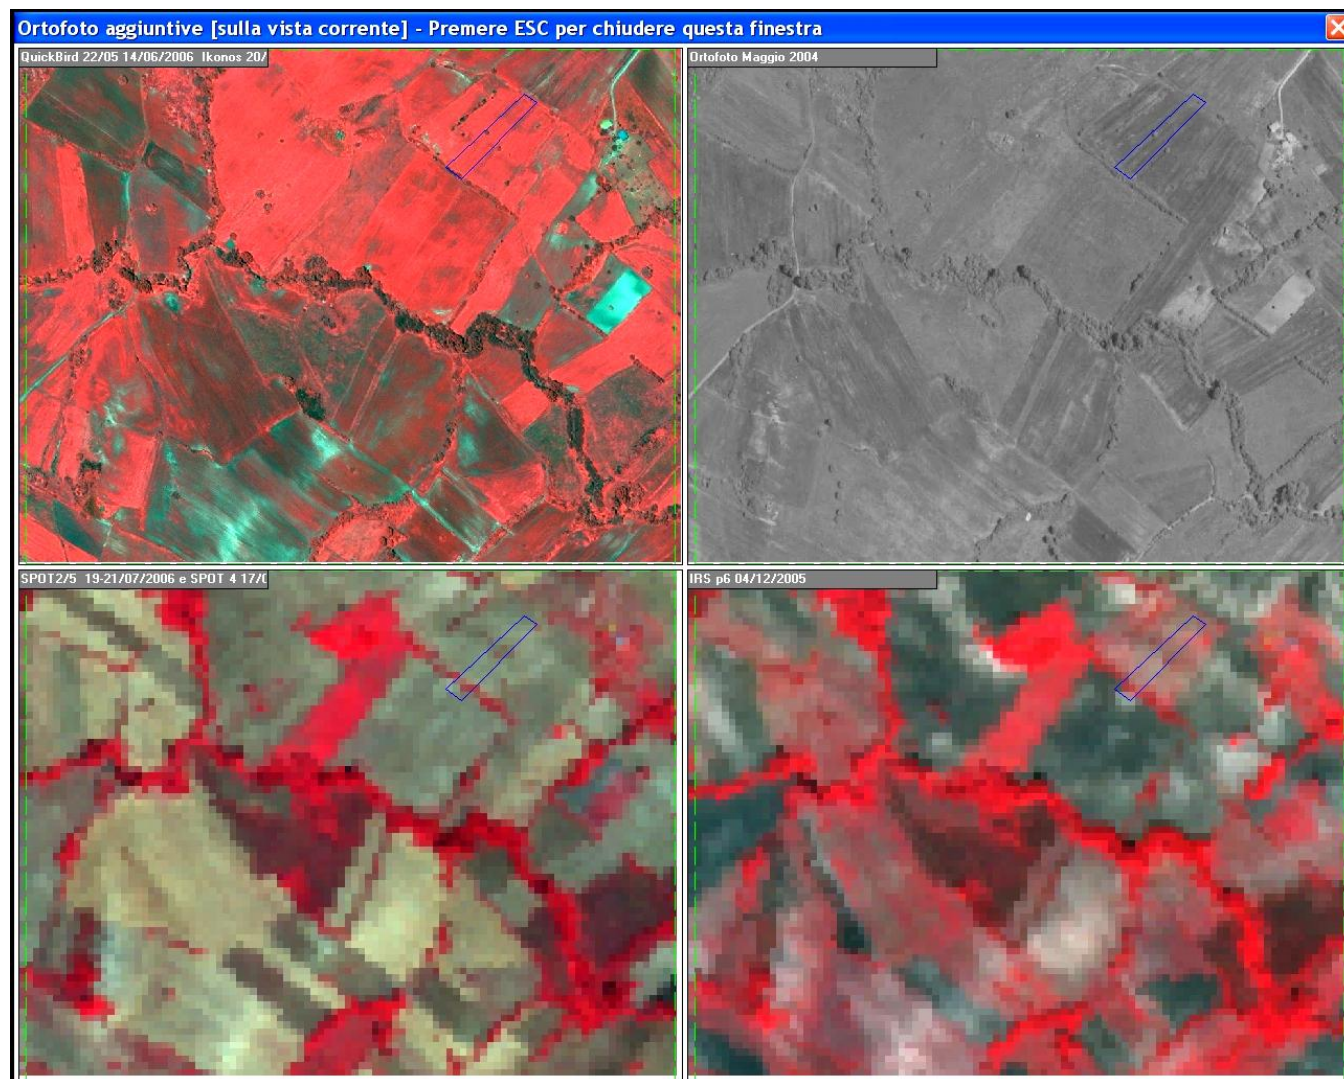 Ortofoto aggiuntive [sulla vista corrente] - Premere ESC per chiudere questa finestra
QuickBird 22/05 14/06/2006 Ikonos 20/
Ortofoto Maggio 2004
SPOT2/5 19-21/07/2006 e SPOT 4 17/0
IRS p6 04/12/2005